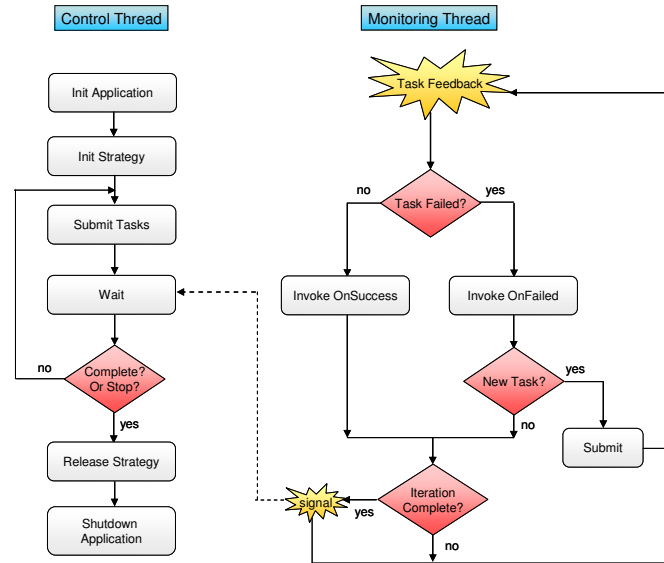 Control Thread
Monitoring Thread
Init Application
Init Strategy
Submit Tasks
Wait
no
Complete?
Or Stop?
yes
Release Strategy
Shutdown
Application
Task Feedback
no
yes
Task Failed?
Invoke OnSuccess
Invoke OnFailed
New Task?
yes
no
Submit
Iteration
Complete?
signal
yes
no